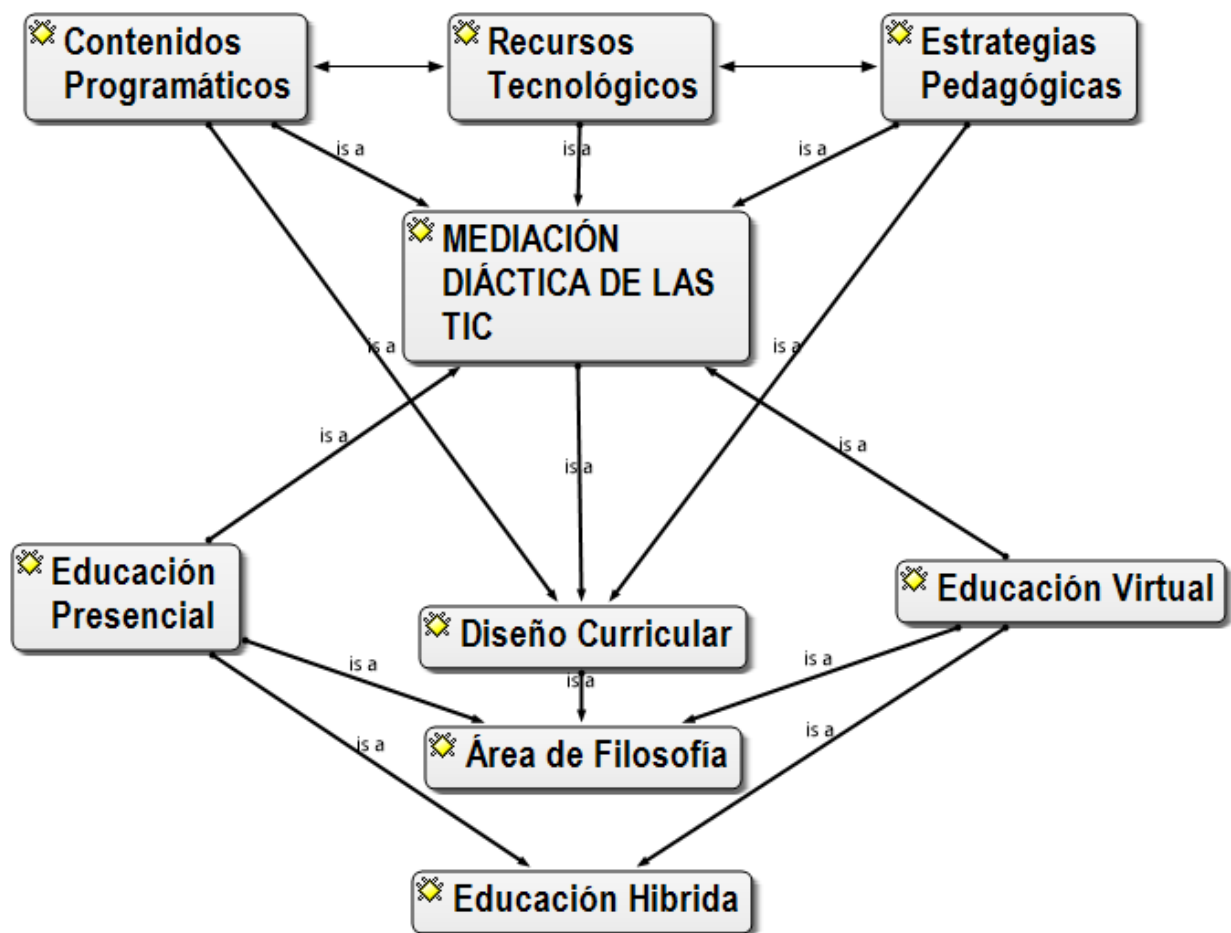 Contenidos
Programáticos
Recursos
Tecnológicos
Estrategias
Pedagógicas
is a
is a
is a
MEDIACIÓN
DIÁCTICA DE LAS
TIC
is a
is a
is a
is a
is a
Educación
Presencial
Educación Virtual
Diseño Curricular
is a
is a
is a
Área de Filosofía
is a
is a
Educación Hibrida